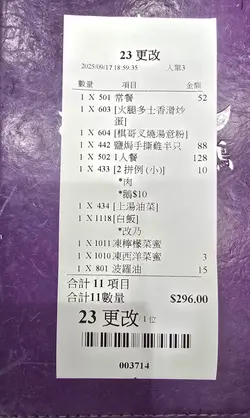 23 更改
2025/09/17 18:59:35 人第3
數量 項目 金額
1 X 501 常餐 52
1 X 603 [火腿多士香滑炒
蛋]
1 X 604 [棋哥叉燒湯意粉]
1 X 442 鹽焗手撕雞半只 88
1 X 502 1人餐 128
1 X 433 [2 拼例 (小) 10
*肉
*鵝$10
1 X 434 [上湯油菜]
1 X 1118 [白飯]
*改乃
1 X 1011 凍檸檬菜蜜
1 X 1010 凍西洋菜蜜 3
1 X 801 波羅油 15
合計 11 項目
合計11數量 $296.00
23 更改 1 位
003714